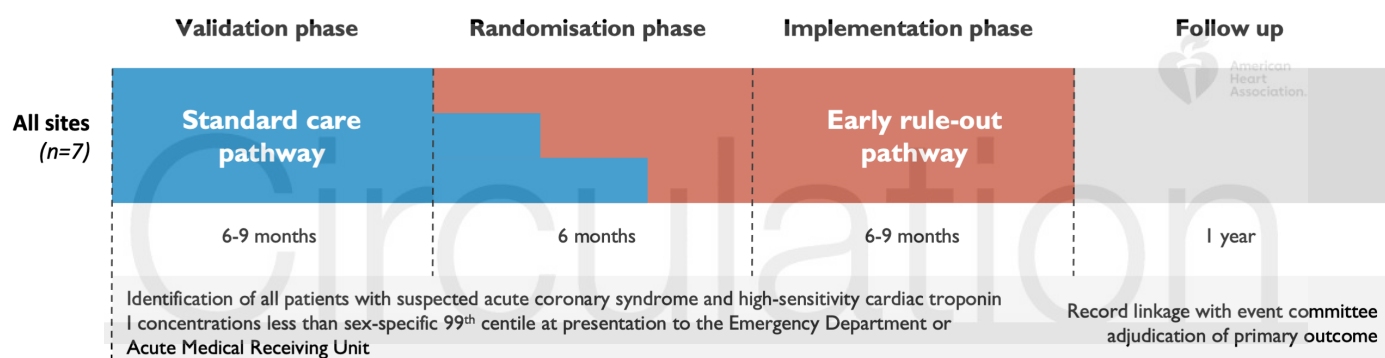 Validation phase
Randomisation phase
Implementation phase
Follow up
American
Heart
Association.
All sites
(n=7)
Standard care
pathway
Early rule-out
pathway
Circulation
6-9 months
6 months
6-9 months
1 year
Identification of all patients with suspected acute coronary syndrome and high-sensitivity cardiac troponin
I concentrations less than sex-specific 99th centile at presentation to the Emergency Department or
Acute Medical Receiving Unit
Record linkage with event committee
adjudication of primary outcome